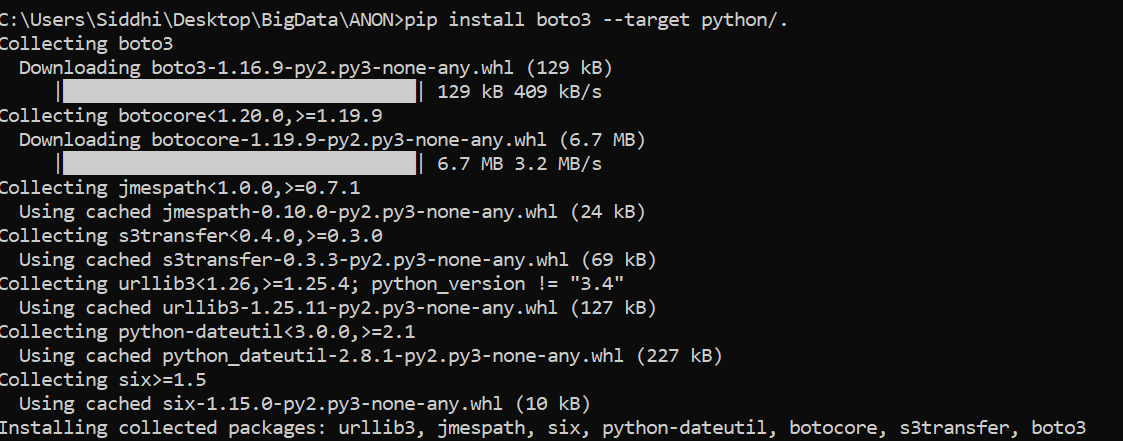 C:\Users\Siddhi\Desktop\BigData\ANON>pip install boto3 --target python/.
Collecting boto3
  Downloading boto3-1.16.9-py2.py3-none-any.whl (129 kB)
     |████████████████████████████████| 129 kB 409 kB/s
Collecting botocore<1.20.0,>=1.19.9
  Downloading botocore-1.19.9-py2.py3-none-any.whl (6.7 MB)
     |████████████████████████████████| 6.7 MB 3.2 MB/s
Collecting jmespath<1.0.0,>=0.7.1
  Using cached jmespath-0.10.0-py2.py3-none-any.whl (24 kB)
Collecting s3transfer<0.4.0,>=0.3.0
  Using cached s3transfer-0.3.3-py2.py3-none-any.whl (69 kB)
Collecting urllib3<1.26,>=1.25.4; python_version != "3.4"
  Using cached urllib3-1.25.11-py2.py3-none-any.whl (127 kB)
Collecting python-dateutil<3.0.0,>=2.1
  Using cached python_dateutil-2.8.1-py2.py3-none-any.whl (227 kB)
Collecting six>=1.5
  Using cached six-1.15.0-py2.py3-none-any.whl (10 kB)
Installing collected packages: urllib3, jmespath, six, python-dateutil, botocore, s3transfer, boto3